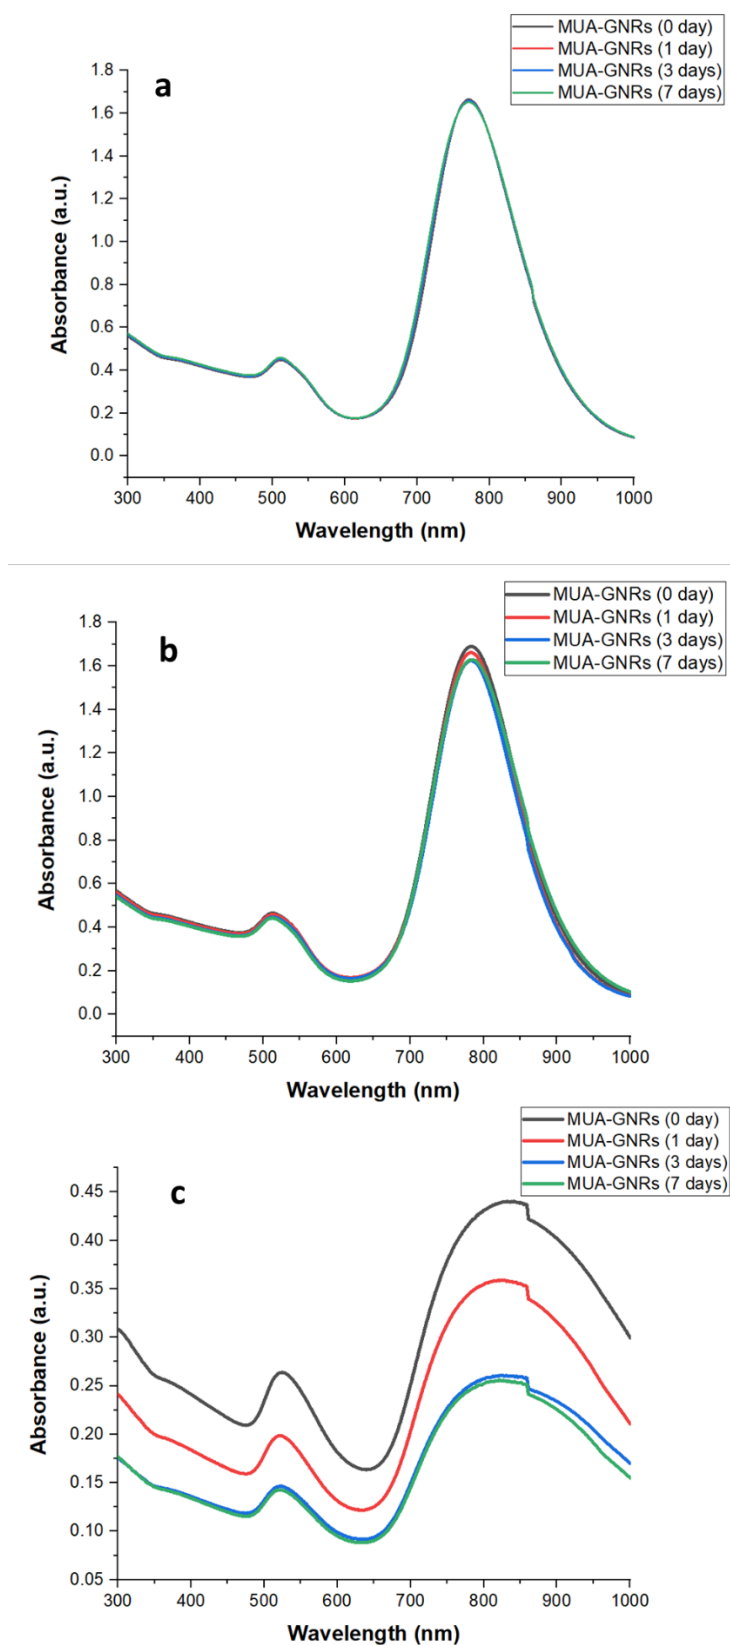 MUA-GNRs (0 day)
MUA-GNRs (1 day)
MUA-GNRs (3 days)
MUA-GNRs (7 days)
a
1.8
1.6
1.4
1.2
1.0
0.8
0.6
0.4
0.2
0.0
Absorbance (a.u.)
300 400 500 600 700 800 900 1000
Wavelength (nm)
MUA-GNRs (0 day)
MUA-GNRs (1 day)
MUA-GNRs (3 days)
MUA-GNRs (7 days)
b
1.8
1.6
1.4
1.2
1.0
0.8
0.6
0.4
0.2
0.0
Absorbance (a.u.)
300 400 500 600 700 800 900 1000
Wavelength (nm)
MUA-GNRs (0 day)
MUA-GNRs (1 day)
MUA-GNRs (3 days)
MUA-GNRs (7 days)
c
0.45
0.40
0.35
0.30
0.25
0.20
0.15
0.10
0.05
Absorbance (a.u.)
300 400 500 600 700 800 900 1000
Wavelength (nm)